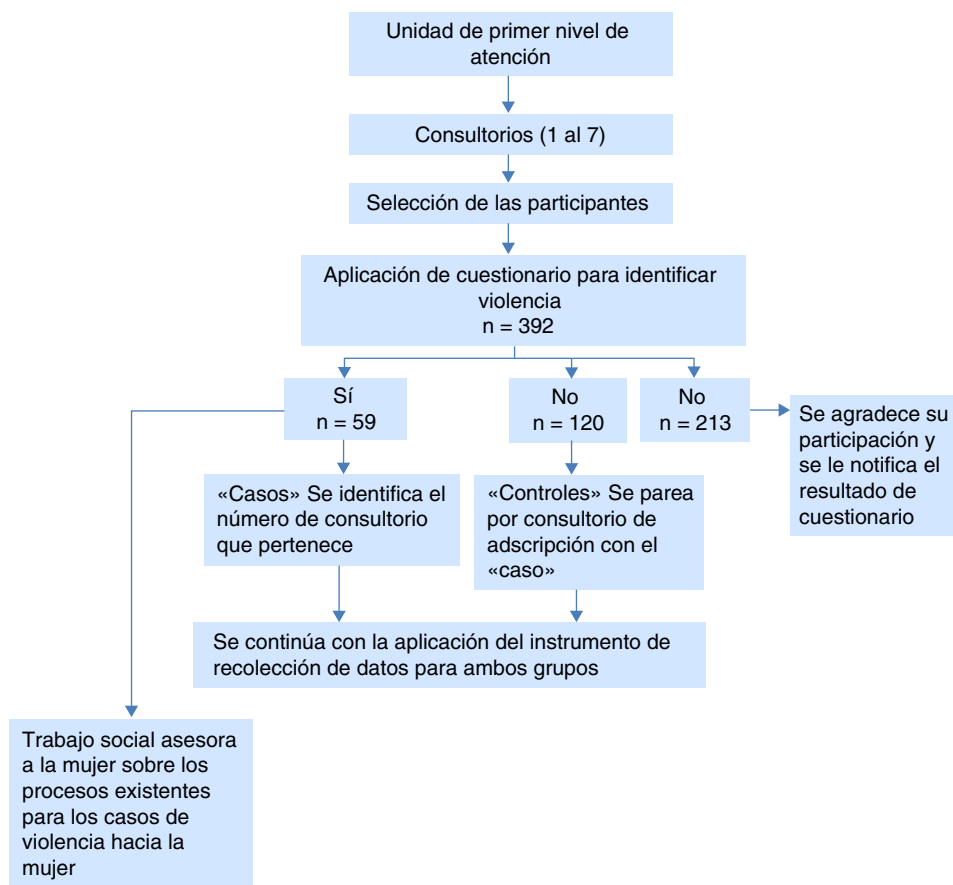 Unidad de primer nivel de
atención
Consultorios (1 al 7)
Selección de las participantes
Aplicación de cuestionario para identificar
violencia
n = 392
Sí
n = 59
No
n = 120
No
n = 213
Se agradece su
participación y
se le notifica el
resultado de
cuestionario
«Casos» Se identifica el
número de consultorio
que pertenece
«Controles» Se parea
por consultorio de
adscripción con el
«caso»
Se continúa con la aplicación del instrumento de
recolección de datos para ambos grupos
Trabajo social asesora
a la mujer sobre los
procesos existentes
para los casos de
violencia hacia la
mujer